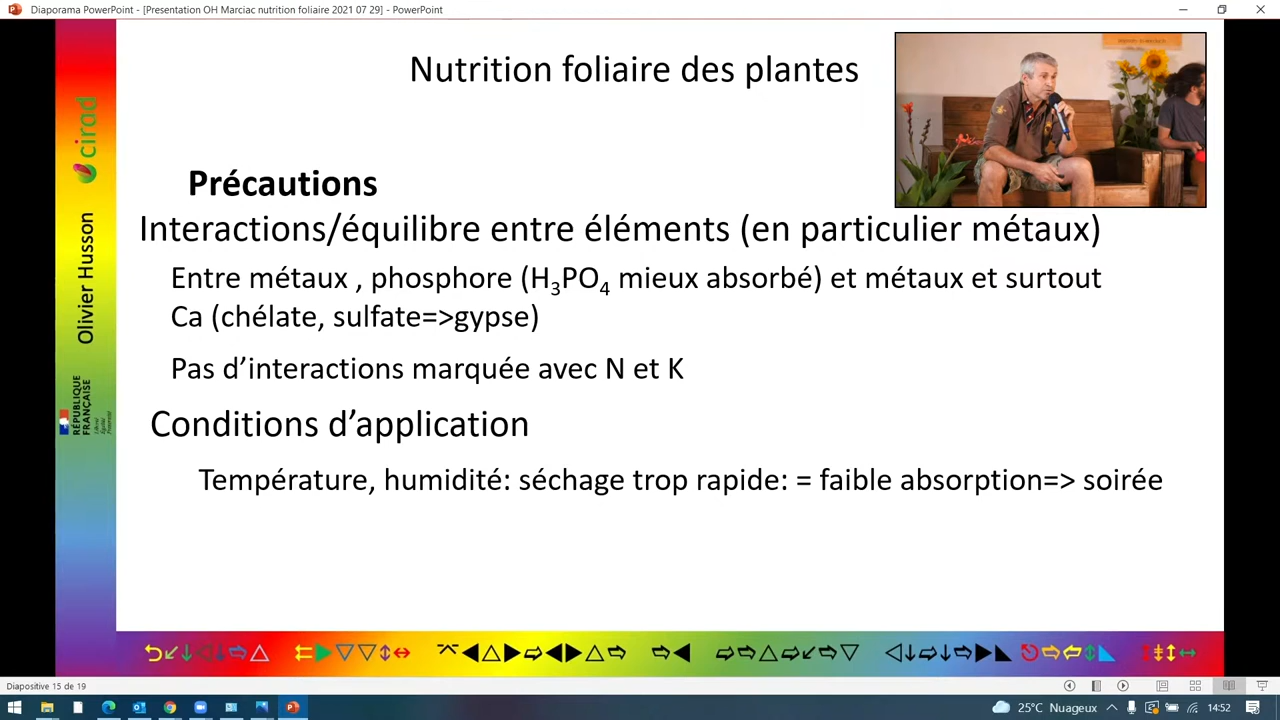 Diaporama PowerPoint - [Presentation OH Marciac nutrition foliaire 2021 07 29] - PowerPoint
Nutrition foliaire des plantes
Précautions
Interactions/équilibre entre éléments (en particulier métaux)
Entre métaux , phosphore (H3PO4 mieux absorbé) et métaux et surtout
Ca (chélate, sulfate=>gypse)
Pas d’interactions marquée avec N et K
Conditions d’application
Température, humidité: séchage trop rapide: = faible absorption=> soirée
cirad
Olivier Husson
RÉPUBLIQUE
FRANÇAISE
Diapositive 15 de 19
25°C Nuageux
14:52